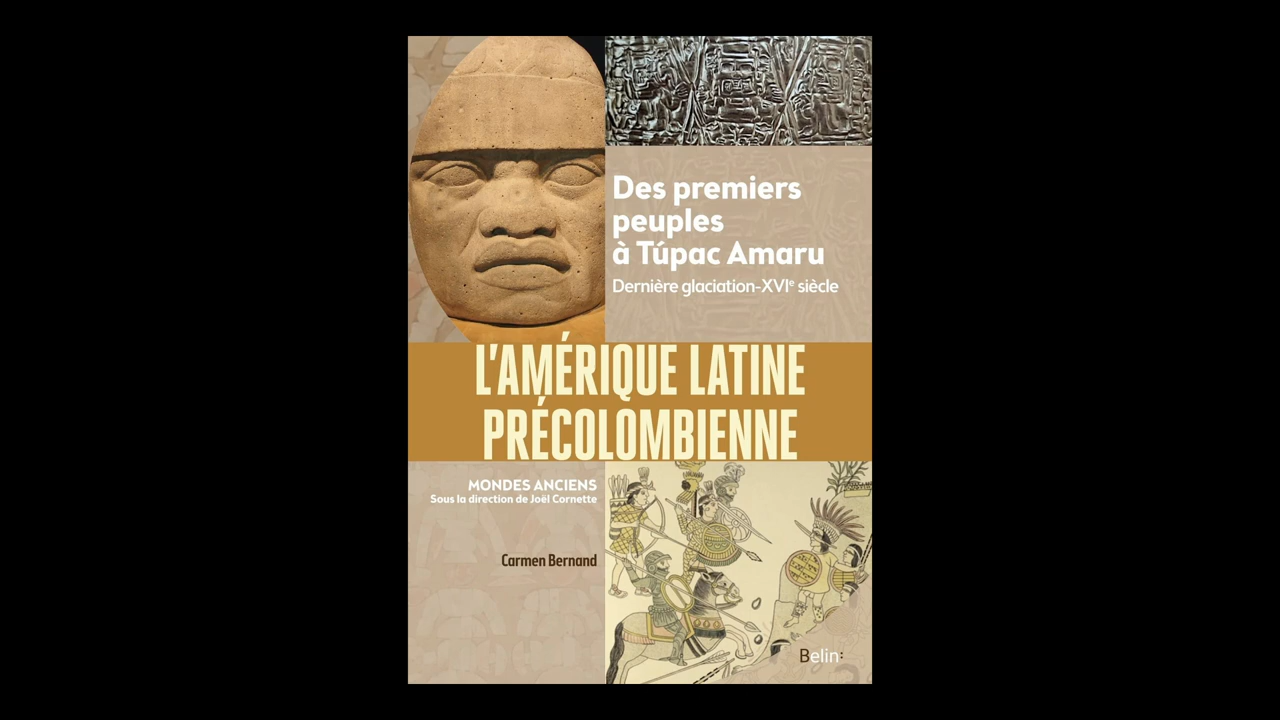 Des premiers
peuples
à Túpac Amaru
Dernière glaciation-XVIe siècle
L'AMÉRIQUE LATINE
PRÉCOLOMBIENNE
MONDES ANCIENS
Sous la direction de Joël Cornette
Carmen Bernand
Belin: